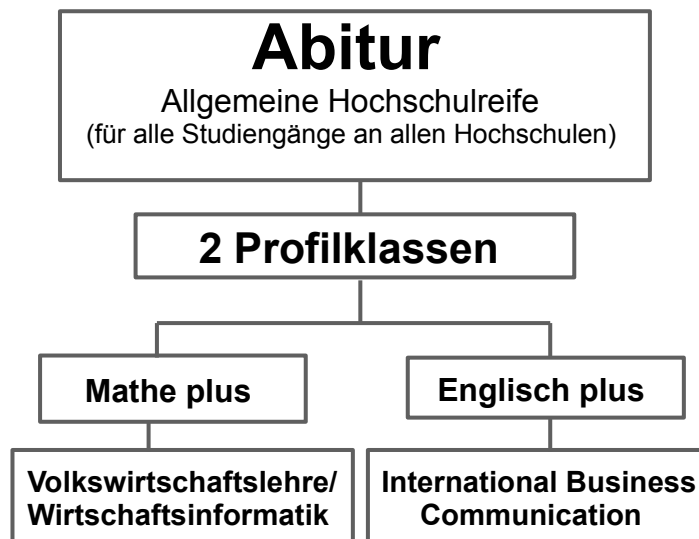 Abitur
Allgemeine Hochschulreife
(für alle Studiengänge an allen Hochschulen)
2 Profilklassen
Mathe plus
Englisch plus
Volkswirtschaftslehre/
Wirtschaftsinformatik
International Business
Communication